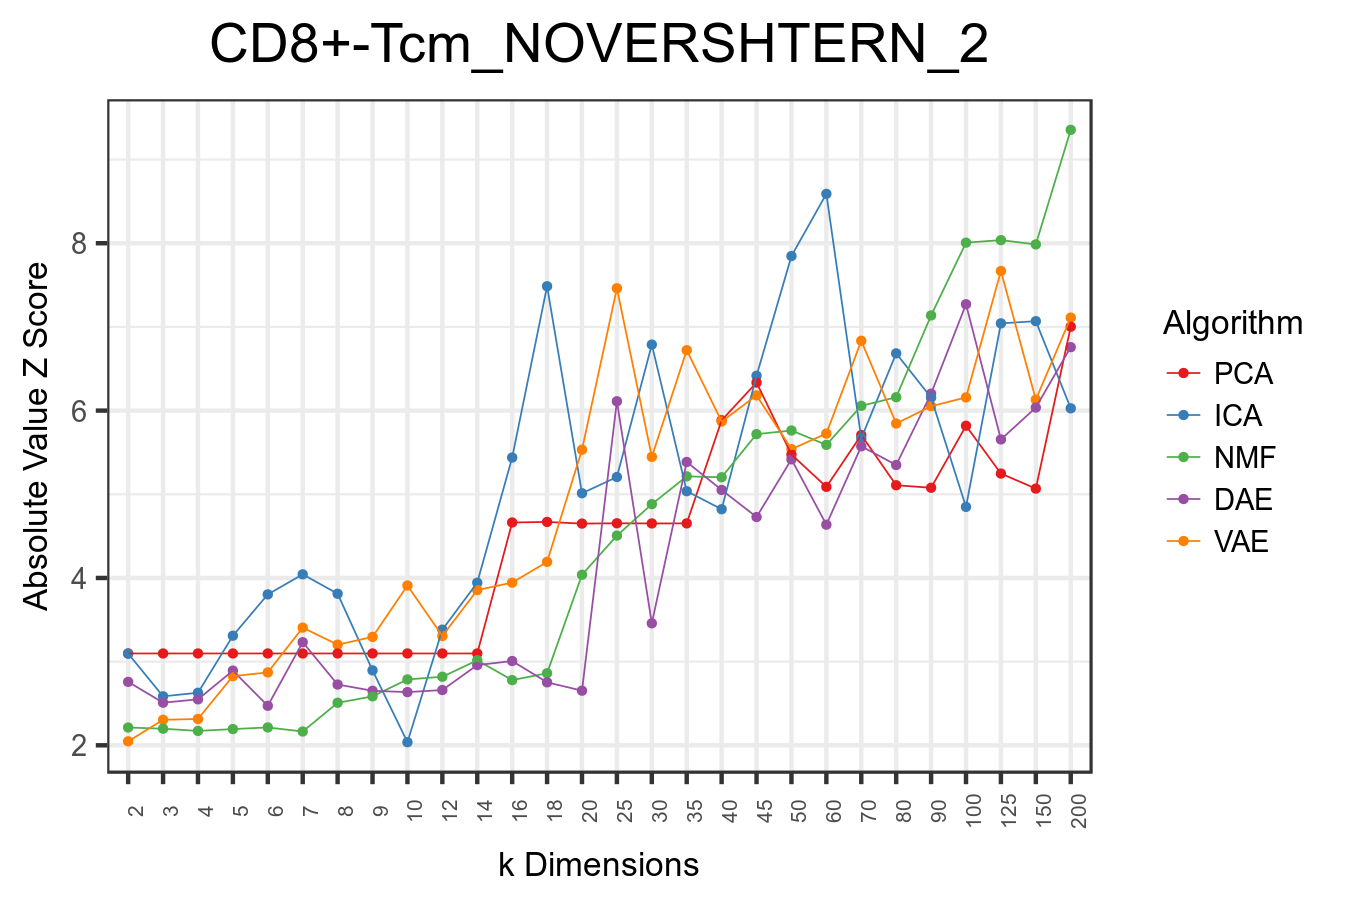 CD8+-Tcm_NOVERSHTERN_2
Absolute Value Z Score
8
6
4
2
2 3 4 5 6 7 8 9 10 12 14 16 18 20 25 30 35 40 45 50 60 70 80 90 100 125 150 200
k Dimensions
Algorithm
PCA
ICA
NMF
DAE
VAE